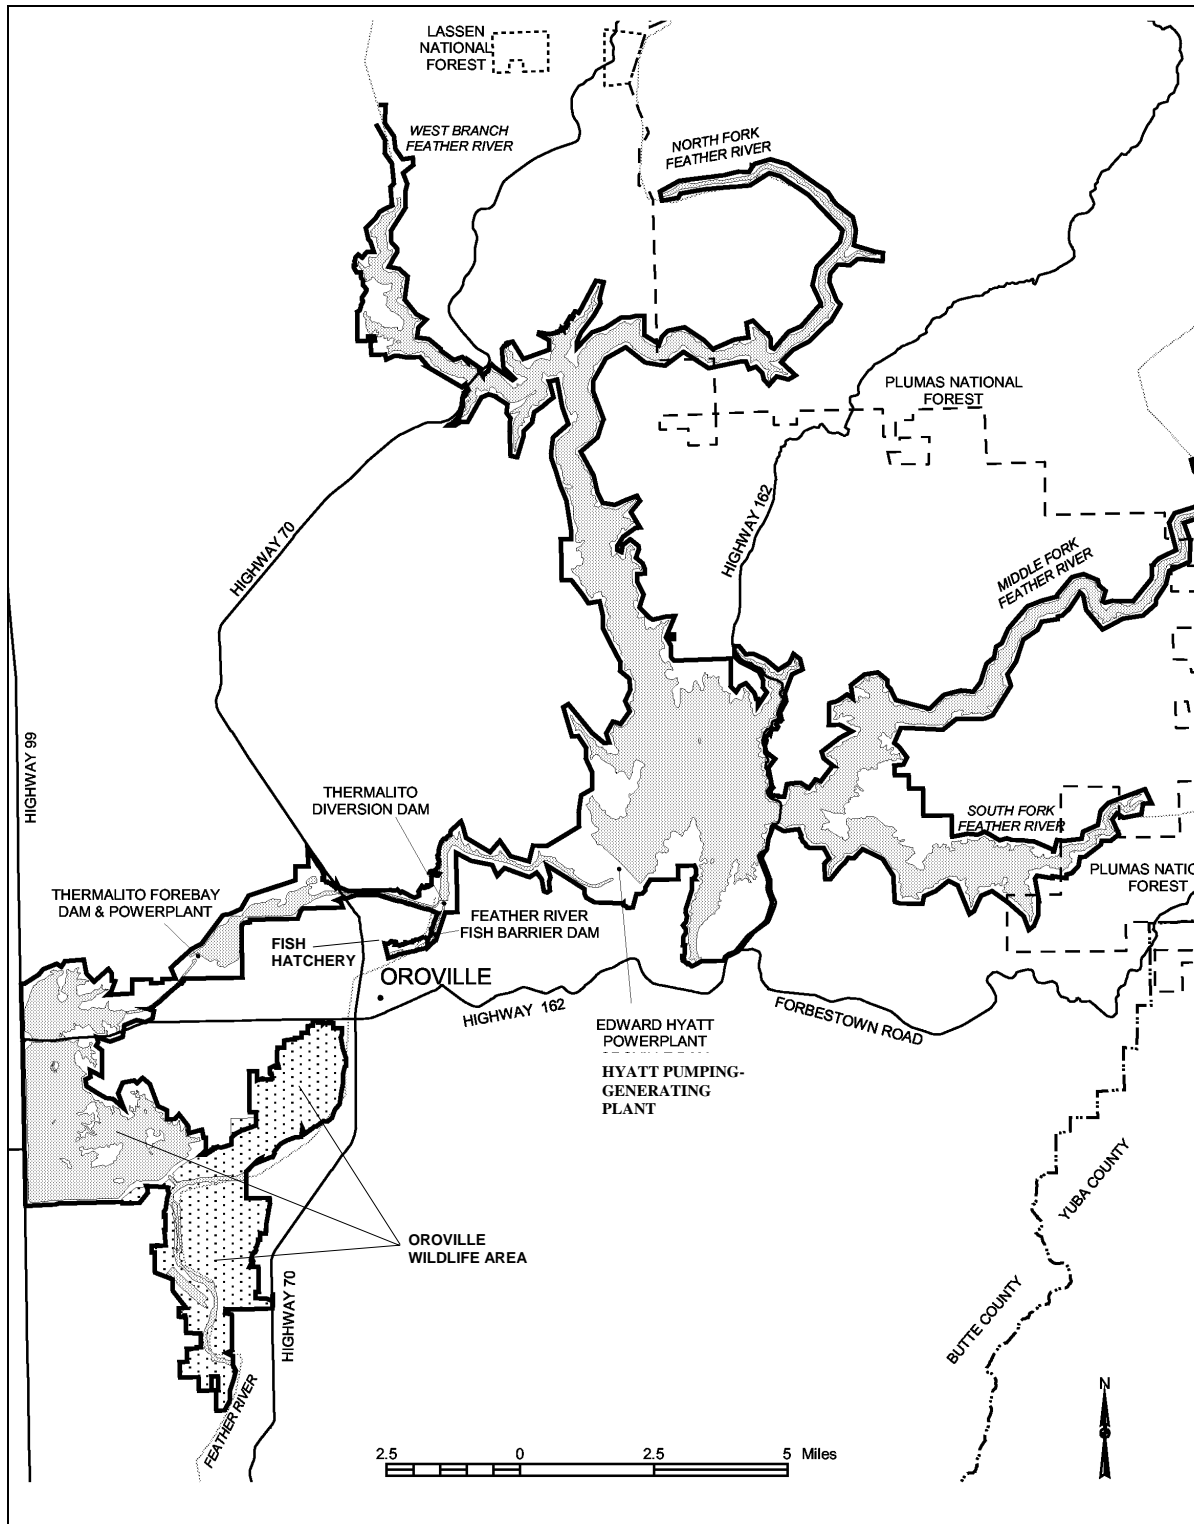 LASSEN
NATIONAL
FOREST
WEST BRANCH
FEATHER RIVER
NORTH FORK
FEATHER RIVER
PLUMAS NATIONAL
FOREST
HIGHWAY 70
HIGHWAY 162
MIDDLE FORK
FEATHER RIVER
HIGHWAY 99
THERMALITO
DIVERSION DAM
SOUTH FORK
FEATHER RIVER
PLUMAS NATIO
FOREST
THERMALITO FOREBAY
DAM & POWERPLANT
FEATHER RIVER
FISH BARRIER DAM
FISH
HATCHERY
OROVILLE
HIGHWAY 162
FORBESTOWN ROAD
EDWARD HYATT
POWERPLANT
HYATT PUMPING-
GENERATING
PLANT
YUBA COUNTY
BUTTE COUNTY
OROVILLE
WILDLIFE AREA
HIGHWAY 70
FEATHER RIVER
N
2.5 0 2.5 5 Miles